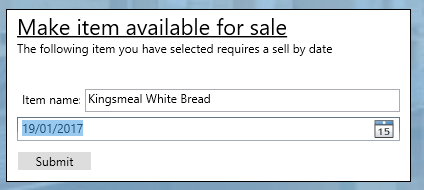 Make item available for sale
The following item you have selected requires a sell by date
Item name: Kingsmeal White Bread
19/01/2017 15
Submit